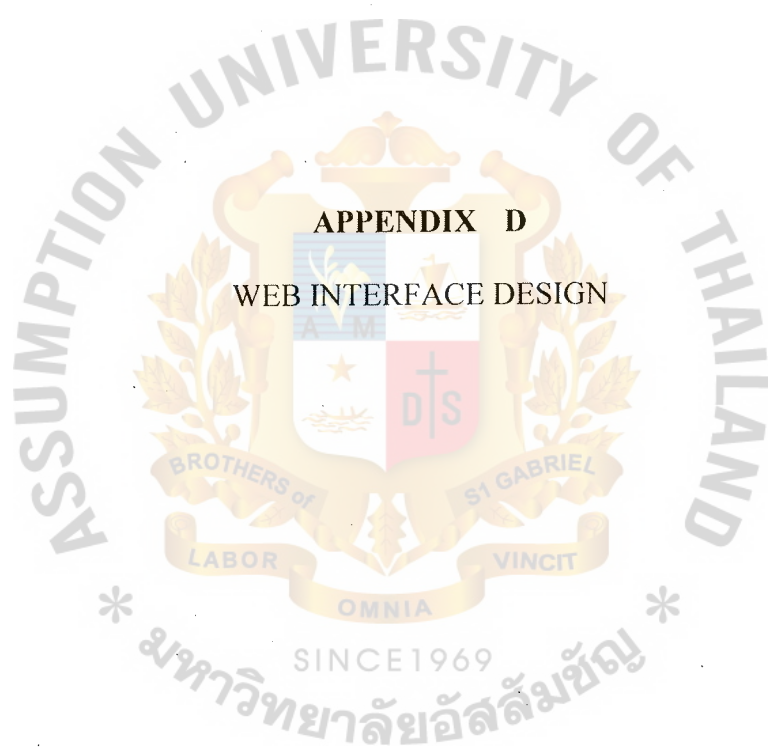 UNIVERSITY OF
ASSUMPTION
THAILAND
APPENDIX D
WEB INTERFACE DESIGN
A M
D S
BROTHERS of
S1 GABRIEL
LABOR
VINCIT
OMNIA
* *
SINCE1969
มหาวิทยาลัยอัสสัมชัญ